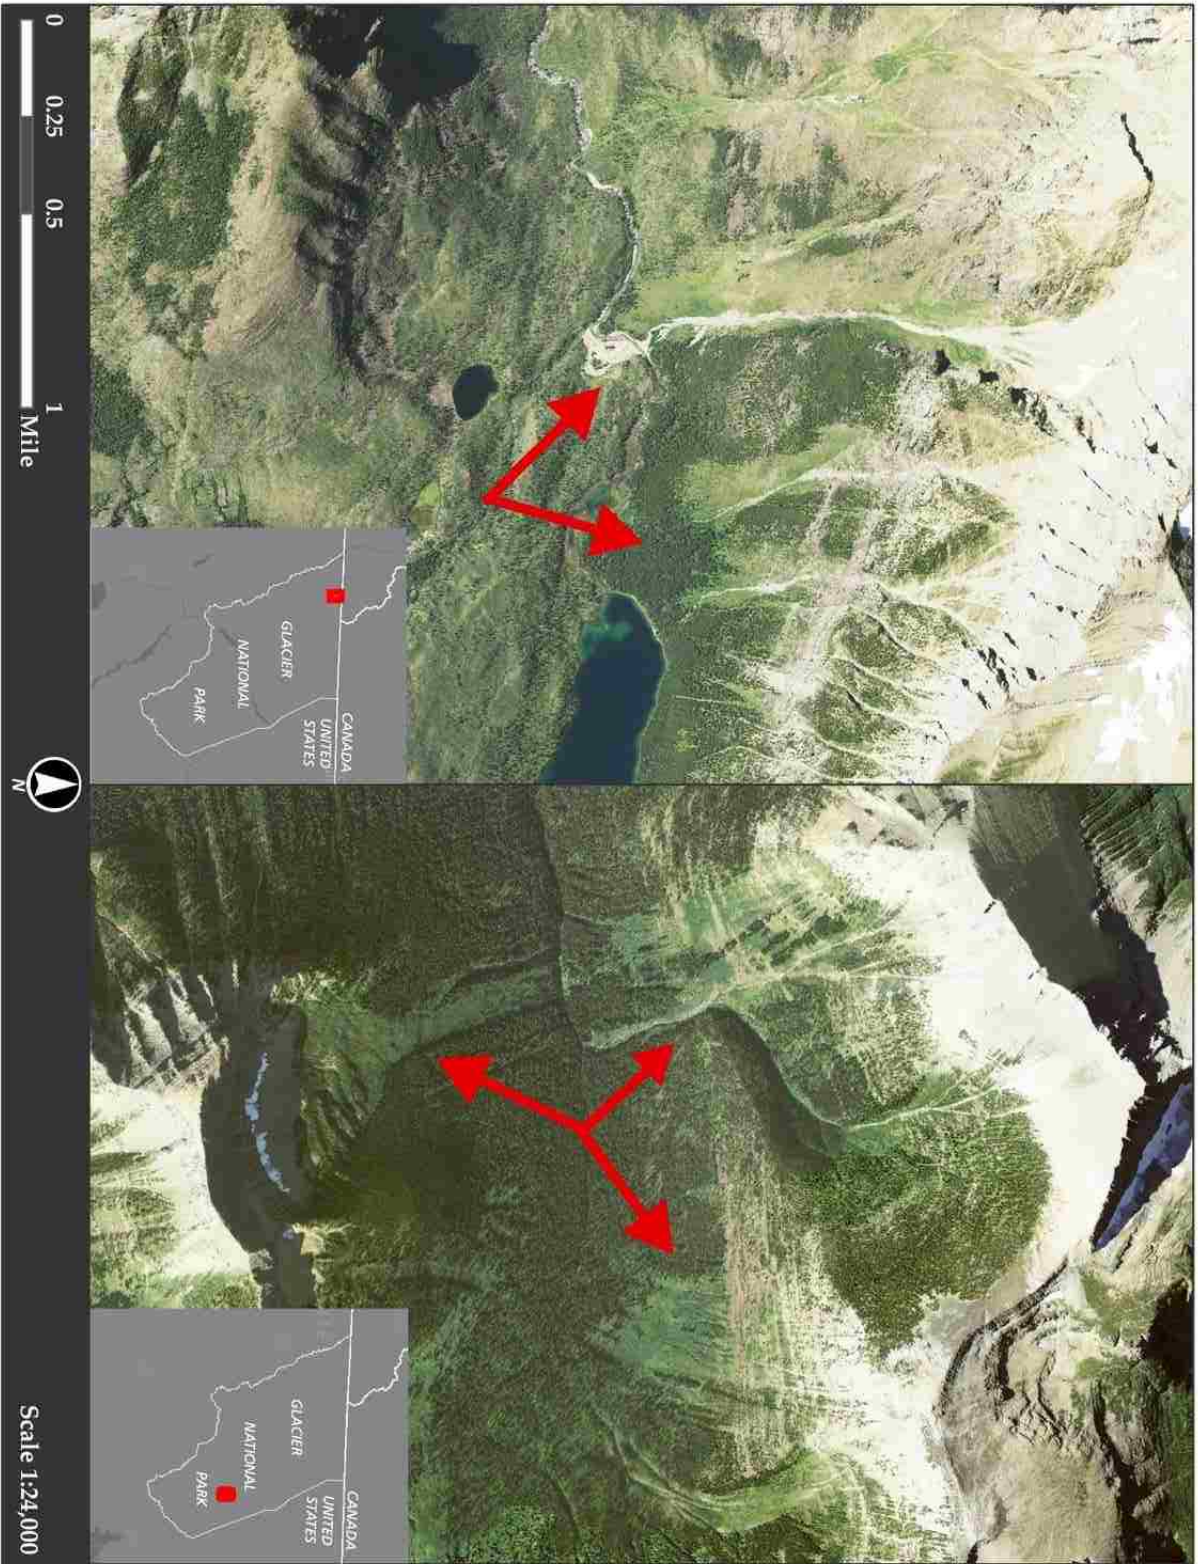 GLACIER
NATIONAL
PARK
CANADA
UNITED
STATES
GLACIER
NATIONAL
PARK
CANADA
UNITED
STATES
0 0.25 0.5 1
Mile
N
Scale 1:24,000